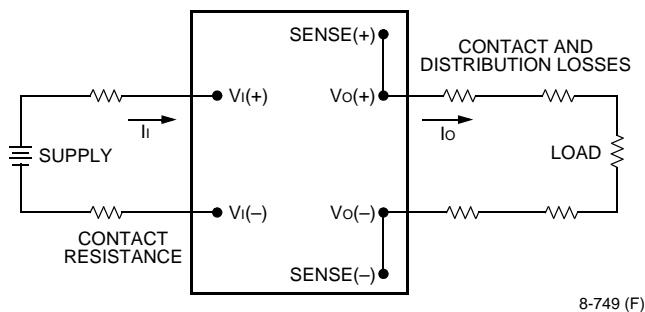 SENSE(+)
CONTACT AND
DISTRIBUTION LOSSES
VI(+)
VO(+)
II
IO
SUPPLY
LOAD
VI(–)
VO(–)
CONTACT
RESISTANCE
SENSE(–)
8-749 (F)